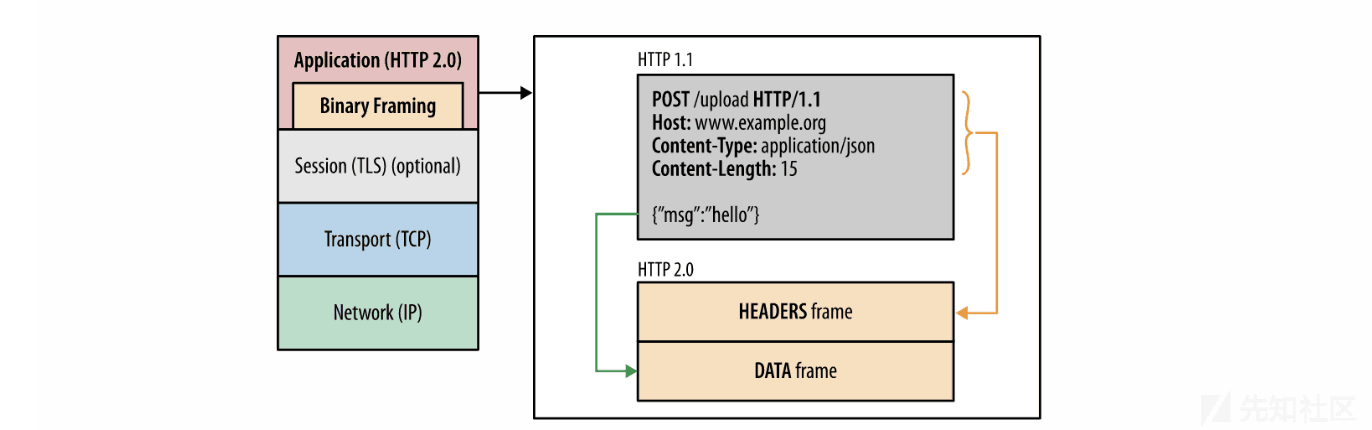 Application (HTTP 2.0)
Binary Framing
Session (TLS) (optional)
Transport (TCP)
Network (IP)
HTTP 1.1
POST /upload HTTP/1.1
Host: www.example.org
Content-Type: application/json
Content-Length: 15
{"msg":"hello"}
HTTP 2.0
HEADERS frame
DATA frame
先知社区